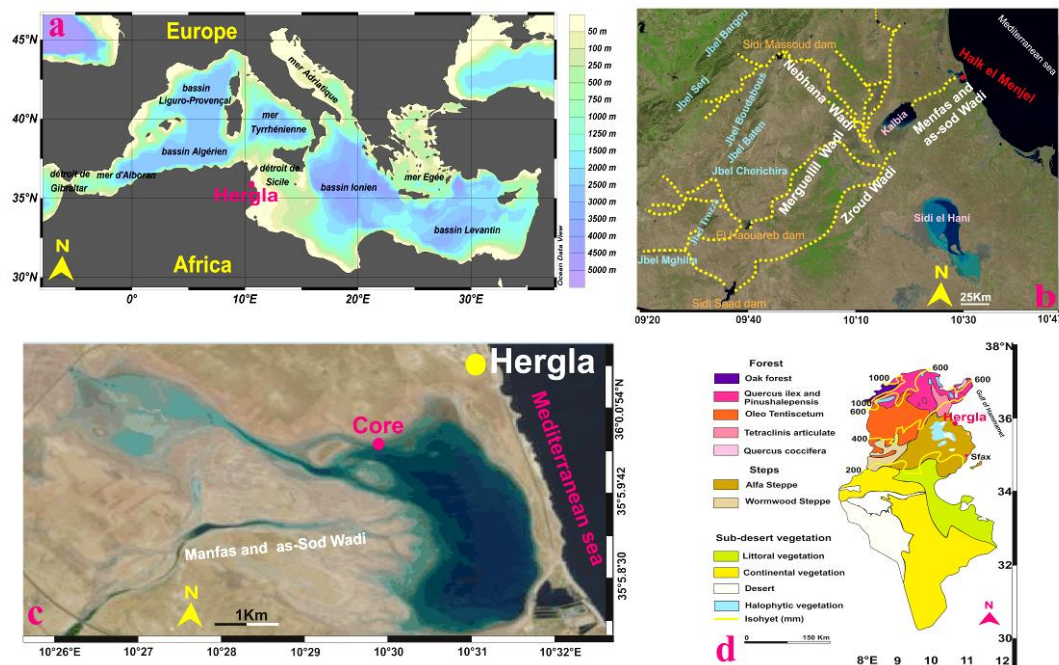 a
Europe
45°N
40°N
35°N
30°N
0°
10°E
20°E
30°E
bassin
Liguro-Provençal
mer Adriatique
mer
Tyrrhénienne
bassin Algérien
détroit de
Gibraltar
mer d'Alboran
détroit de
Sicile
Hergla
bassin Ionien
mer Egée
bassin Levantin
N
Africa
Ocean Data View
50 m
100 m
250 m
500 m
750 m
1000 m
1500 m
2000 m
2500 m
3000 m
3500 m
4000 m
4500 m
5000 m
Jbel Bargou
Sidi Massoud dam
Mediterranean sea
Halk el Menjel
Jbel Serj
Jbel Boudabous
Nebhana Wadi
Kalbia
Menfas and
as-sod Wadi
Jbel Baten
Jbel Cherichira
Merguellil Wadi
Zroud Wadi
Sidi el Hani
El Haouareb dam
Jbel Mghila
Sidi Saad dam
N
25Km
b
09'20
09'40
10'10
10'30
10'47
Hergla
Core
Mediterranean sea
Manfas and as-Sod Wadi
N
1Km
c
36°0.0'54"N
35°5.9'42
35°5.8'30
10°26'E
10°27'E
10°28'E
10°29'E
10°30'E
10°31'E
10°32'E
Forest
Oak forest
Quercus ilex and
Pinushalepensis
Oleo Tentiscetum
Tetraclinis articulate
Quercus coccifera
Steps
Alfa Steppe
Wormwood Steppe
Sub-desert vegetation
Littoral vegetation
Continental vegetation
Desert
Halophytic vegetation
Isohyet (mm)
0
150 Km
d
1000
600
600
1000
600
400
200
Gulf of Hammamet
Hergla
Sfax
N
38°N
36
34
32
30
8°E
9
10
11
12